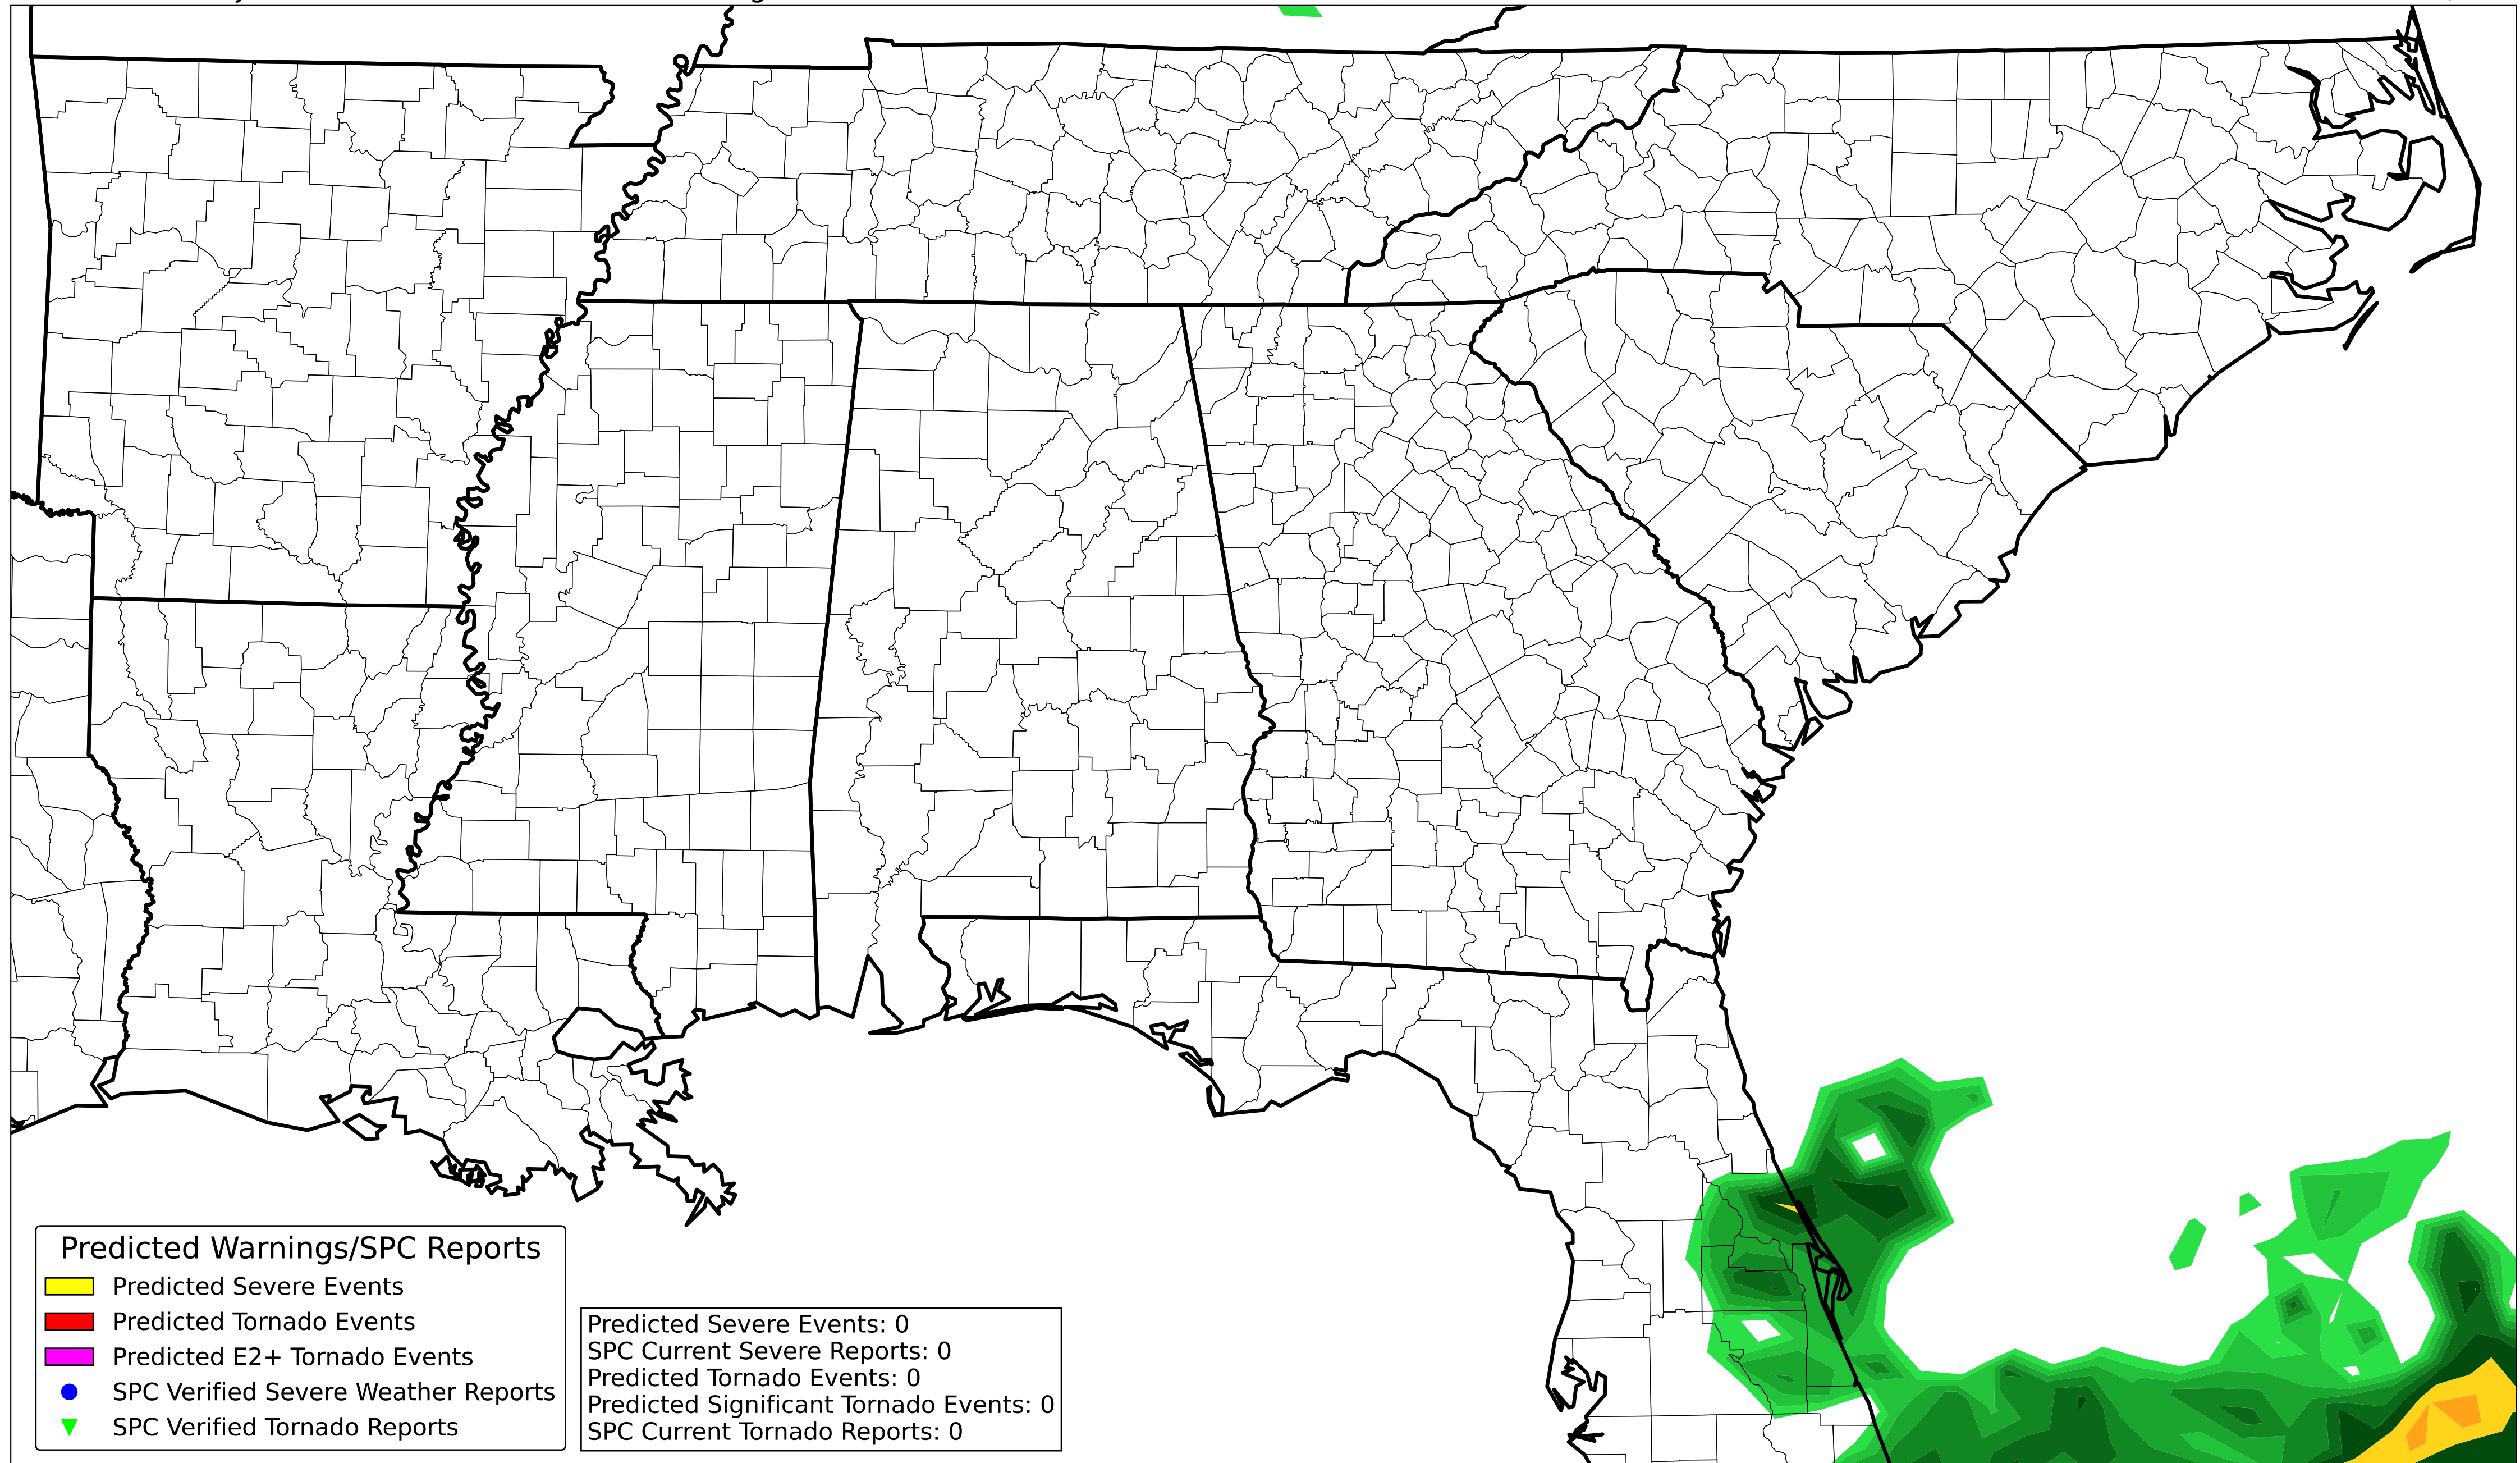 Predicted Warnings/SPC Reports
Predicted Severe Events
Predicted Tornado Events
Predicted E2+ Tornado Events
SPC Verified Severe Weather Reports
SPC Verified Tornado Reports
Predicted Severe Events: 0
SPC Current Severe Reports: 0
Predicted Tornado Events: 0
Predicted Significant Tornado Events: 0
SPC Current Tornado Reports: 0